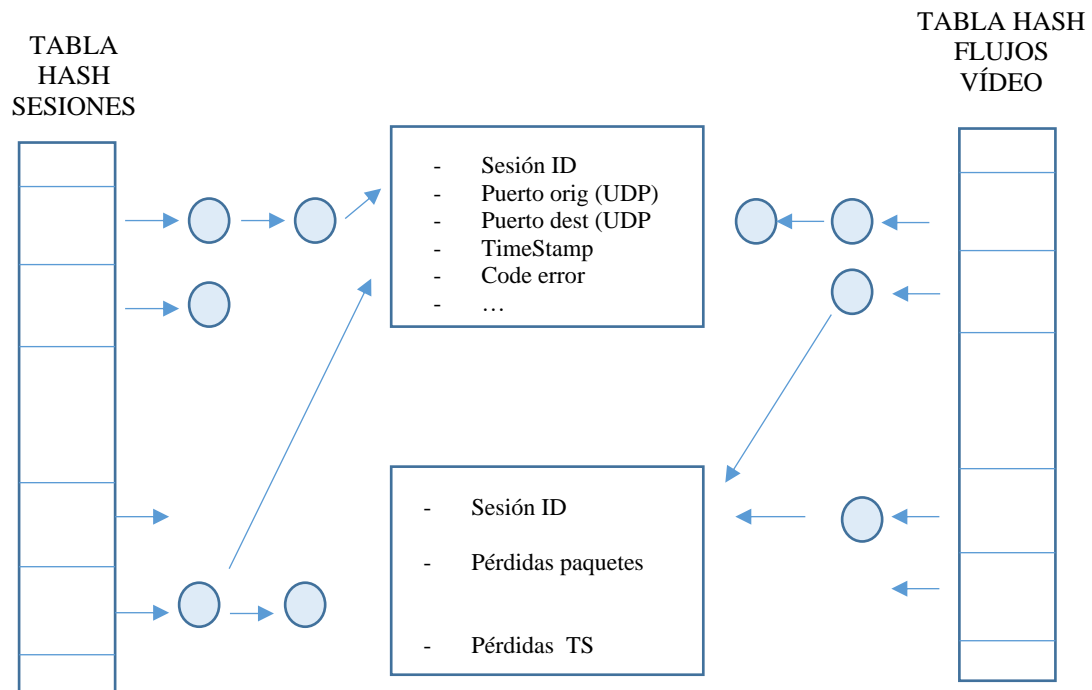 TABLA
HASH
SESIONES
TABLA HASH
FLUJOS
VÍDEO
- Sesión ID
- Puerto orig (UDP)
- Puerto dest (UDP
- TimeStamp
- Code error
- …
- Sesión ID
- Pérdidas paquetes
- Pérdidas TS